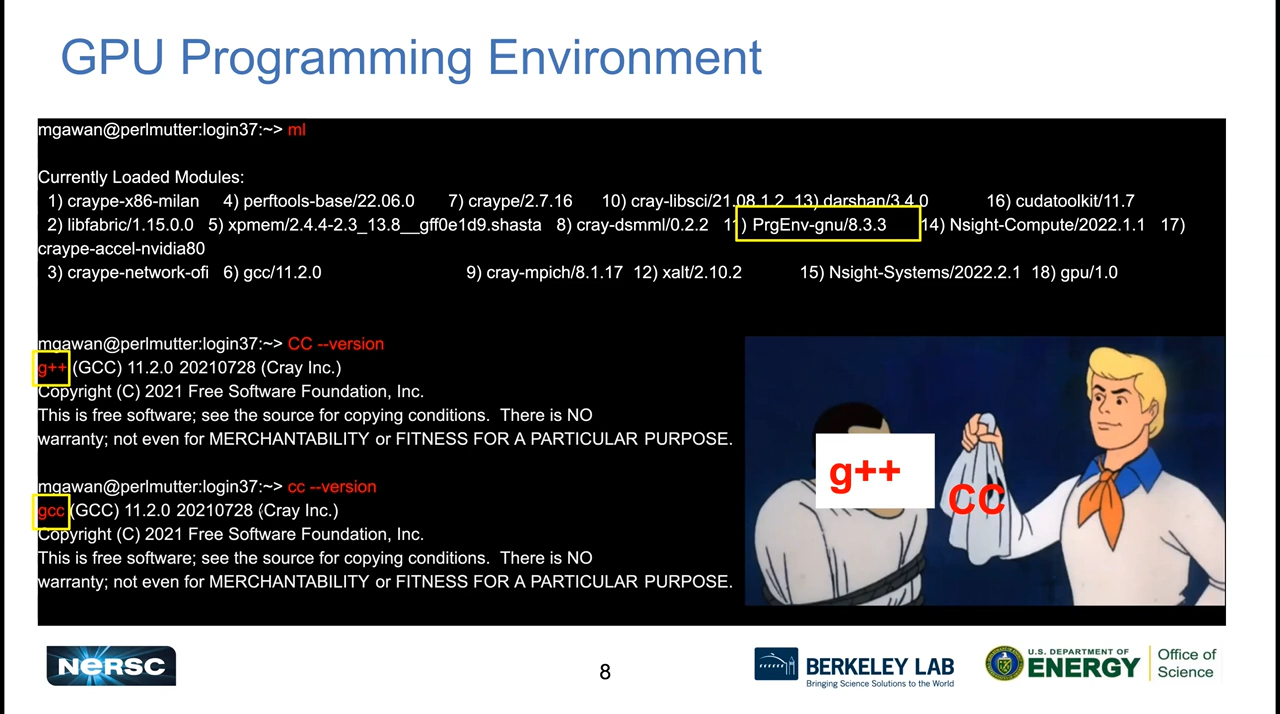 GPU Programming Environment
mgawan@perlmutter:login37:~> ml
Currently Loaded Modules:
1) craype-x86-milan 4) perftools-base/22.06.0 7) craype/2.7.16 10) cray-libsci/21.08.1.2 13) darshan/3.4.0 16) cudatoolkit/11.7
2) libfabric/1.15.0.0 5) xpmem/2.4.4-2.3_13.8__gff0e1d9.shasta 8) cray-dsmml/0.2.2 11) PrgEnv-gnu/8.3.3 14) Nsight-Compute/2022.1.1 17)
craype-accel-nvidia80
3) craype-network-ofi 6) gcc/11.2.0 9) cray-mpich/8.1.17 12) xalt/2.10.2 15) Nsight-Systems/2022.2.1 18) gpu/1.0
mgawan@perlmutter:login37:~> CC --version
g++ (GCC) 11.2.0 20210728 (Cray Inc.)
Copyright (C) 2021 Free Software Foundation, Inc.
This is free software; see the source for copying conditions. There is NO
warranty; not even for MERCHANTABILITY or FITNESS FOR A PARTICULAR PURPOSE.
mgawan@perlmutter:login37:~> cc --version
gcc (GCC) 11.2.0 20210728 (Cray Inc.)
Copyright (C) 2021 Free Software Foundation, Inc.
This is free software; see the source for copying conditions. There is NO
warranty; not even for MERCHANTABILITY or FITNESS FOR A PARTICULAR PURPOSE.
g++
CC
NERSC
8
BERKELEY LAB
Bringing Science Solutions to the World
U.S. DEPARTMENT OF
ENERGY
Office of
Science